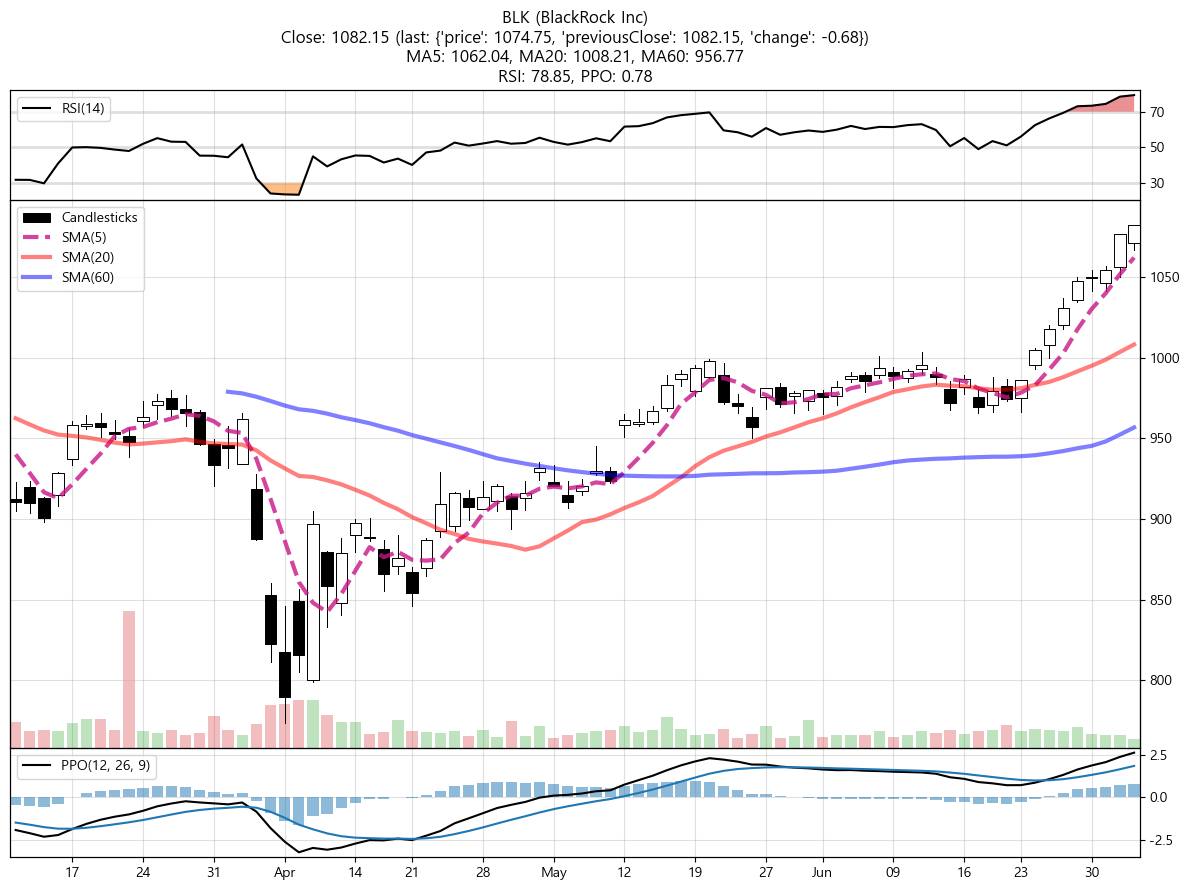 BLK (BlackRock Inc)
Close: 1082.15 (last: {'price': 1074.75, 'previousClose': 1082.15, 'change': -0.68})
MA5: 1062.04, MA20: 1008.21, MA60: 956.77
RSI: 78.85, PPO: 0.78
RSI(14)
70
50
30
Candlesticks
SMA(5)
SMA(20)
SMA(60)
1050
1000
950
900
850
800
PPO(12, 26, 9)
2.5
0.0
-2.5
17 24 31 Apr 14 21 28 May 12 19 27 Jun 09 16 23 30